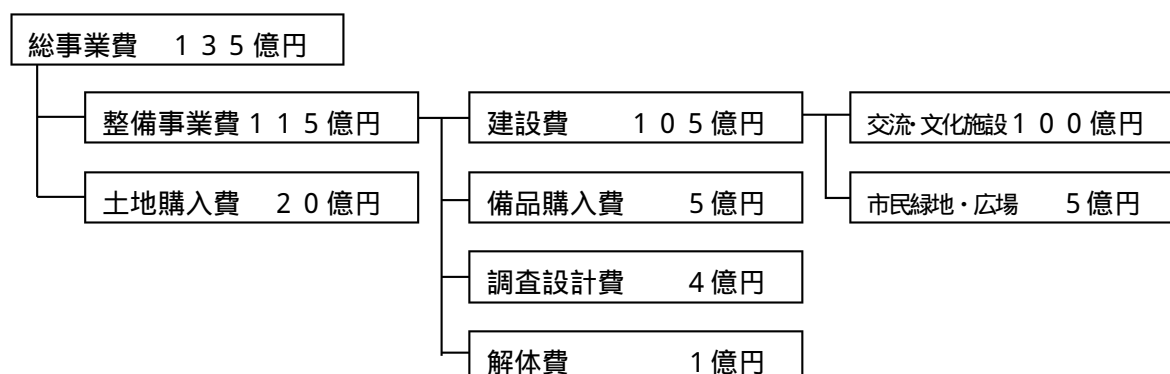 総事業費 135億円
整備事業費115億円 建設費 105億円 交流・文化施設100億円
土地購入費 20億円 備品購入費 5億円 市民緑地・広場 5億円
調査設計費 4億円
解体費 1億円